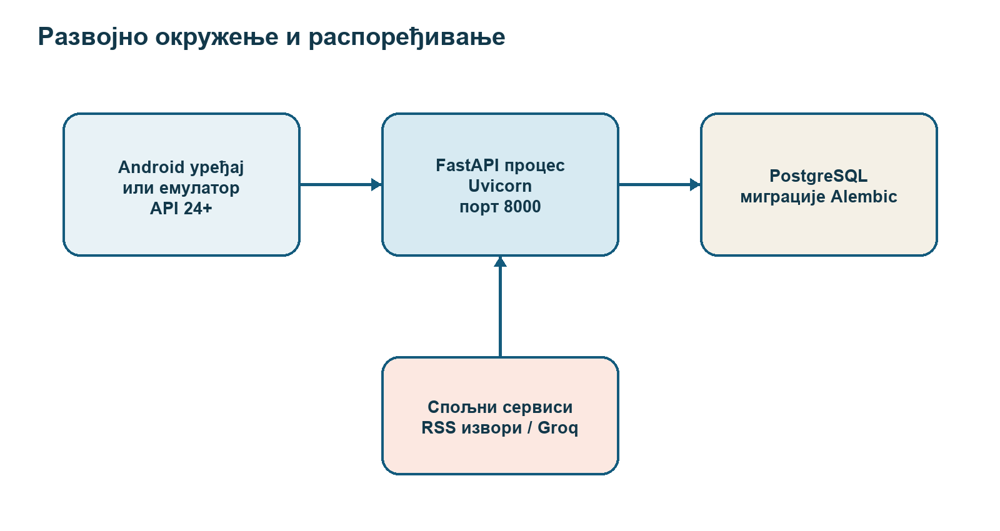 Развојно окружење и распоређивање
Android уређај
или емулатор
API 24+
FastAPI процес
Uvicorn
порт 8000
PostgreSQL
миграције Alembic
Спољни сервиси
RSS извори / Groq